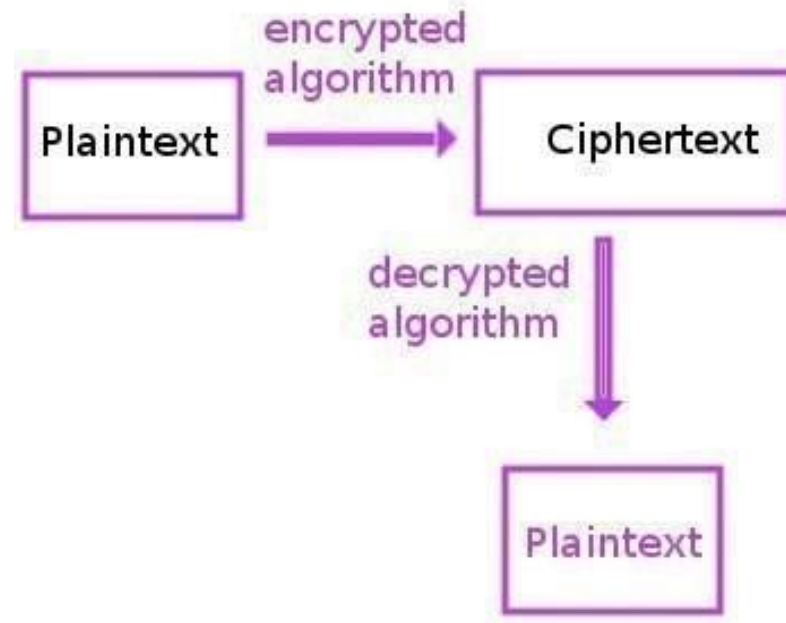 encrypted
algorithm
Plaintext
Ciphertext
decrypted
algorithm
Plaintext